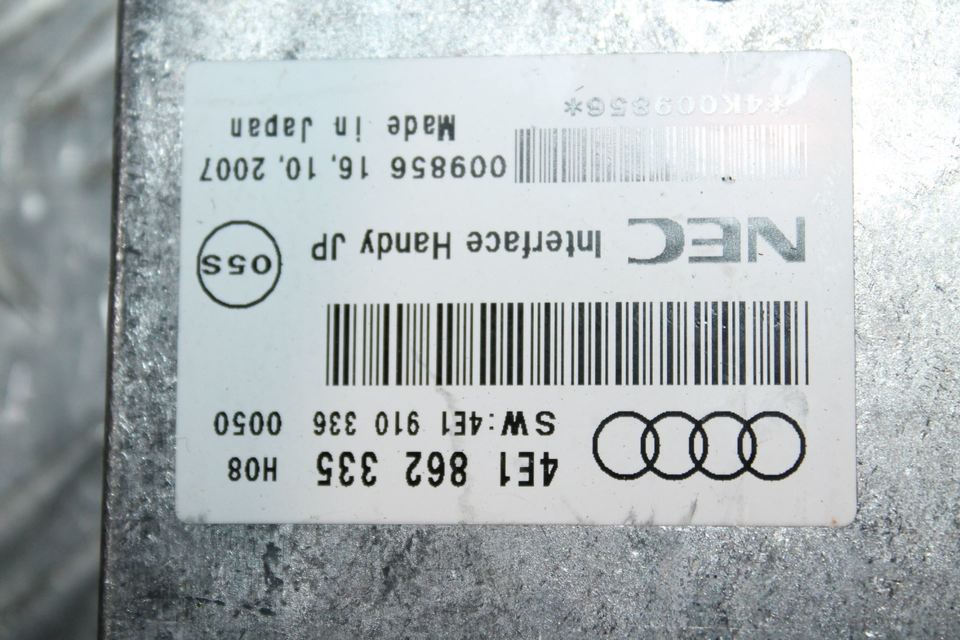 4E1 862 335 H08
SW:4E1 910 336 0050
NEC Interface Handy JP
05S
009856 16.10.2007
Made in Japan
*4K009856*